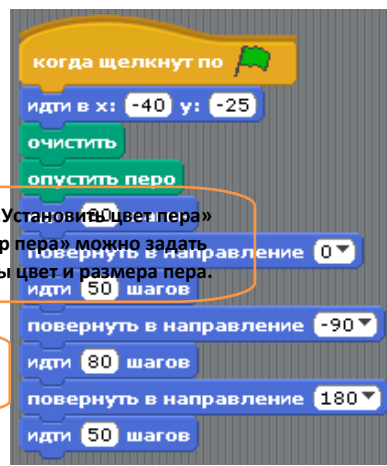 когда щелкнут по
идти в x: -40 y: -25
очистить
опустить перо
Установить цвет пера»
80
р пера» можно задать
повернуть в направление 0
ы цвет и размера пера.
идти 50 шагов
повернуть в направление -90
идти 80 шагов
повернуть в направление 180
идти 50 шагов